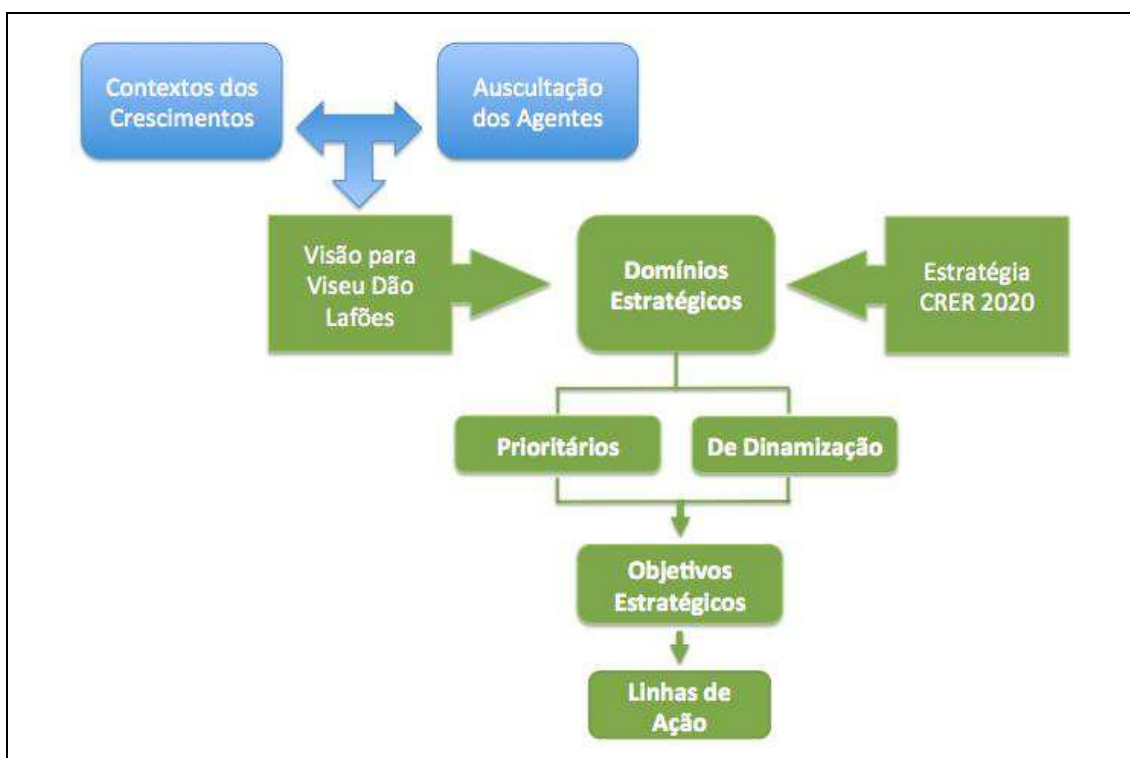 Contextos dos
Crescimentos
Auscultação
dos Agentes
Visão para
Viseu Dão
Lafões
Domínios
Estratégicos
Estratégia
CRER 2020
Prioritários
De Dinamização
Objetivos
Estratégicos
Linhas de
Ação